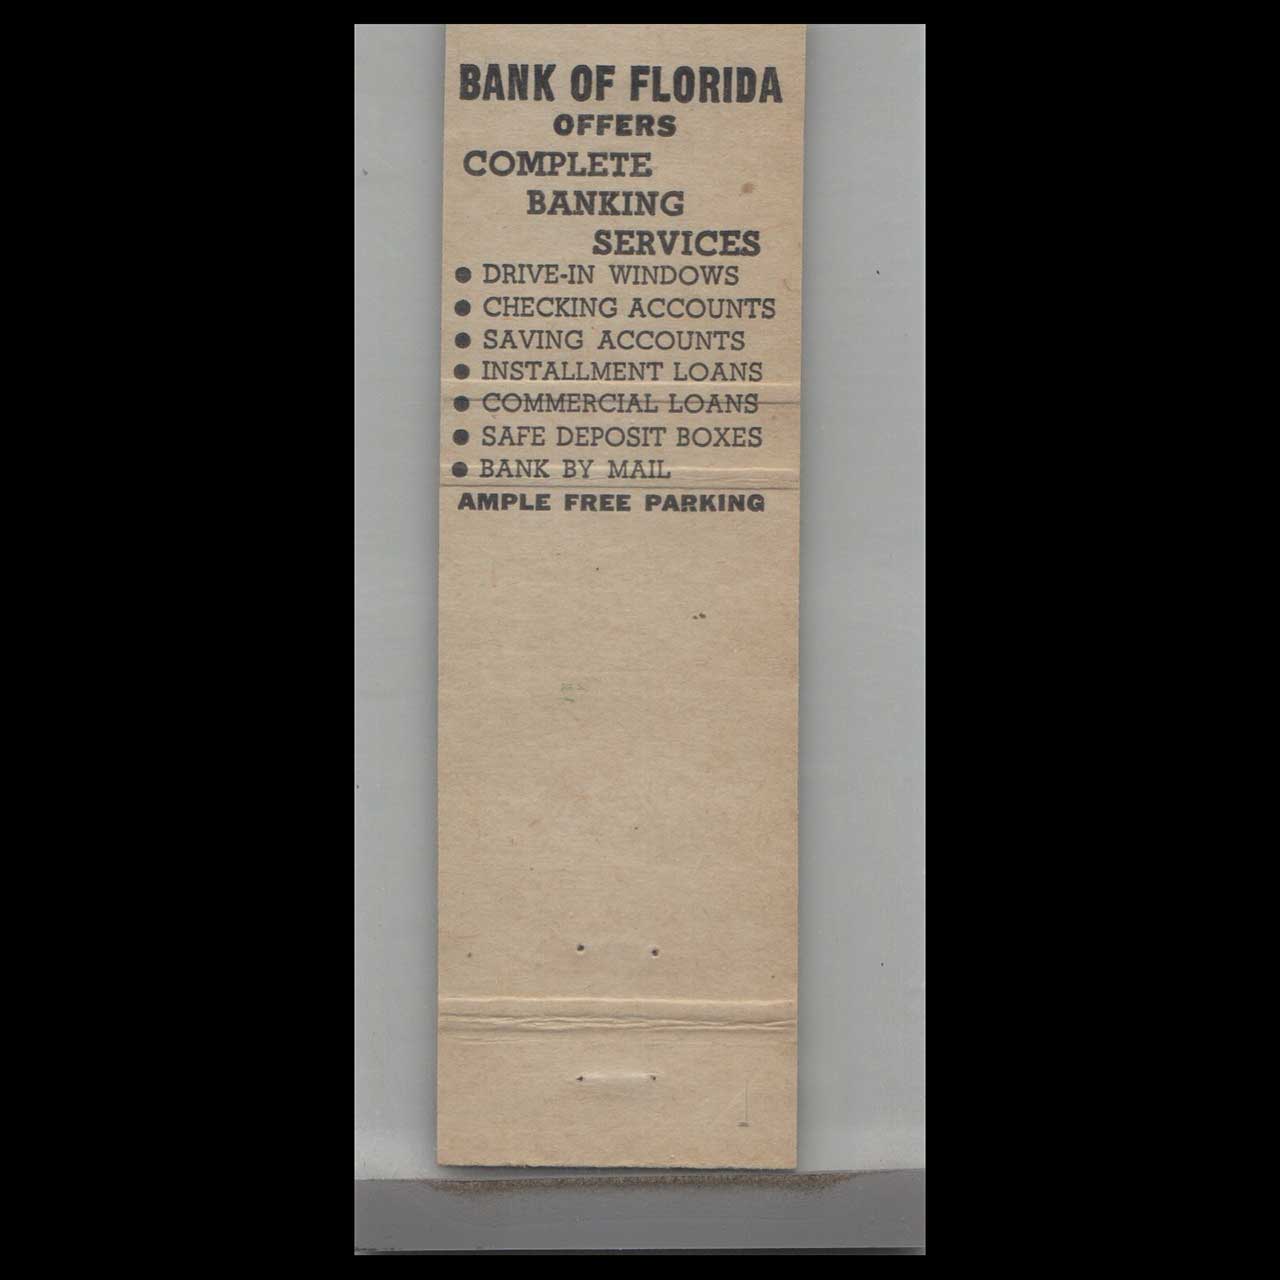 BANK OF FLORIDA
OFFERS
COMPLETE
BANKING
SERVICES
● DRIVE-IN WINDOWS
● CHECKING ACCOUNTS
● SAVING ACCOUNTS
● INSTALLMENT LOANS
● COMMERCIAL LOANS
● SAFE DEPOSIT BOXES
● BANK BY MAIL
AMPLE FREE PARKING